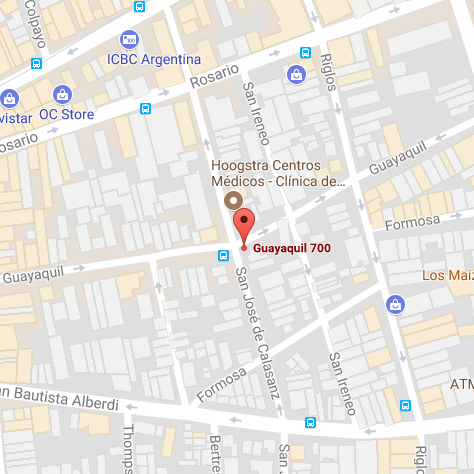 Colpayo
ICBC Argentina
Rosario
Riglos
OC Store
vistar
osario
San Ireneo
Hoogstra Centros
Médicos - Clínica de...
Guayaquil
Formosa
Guayaquil 700
Guayaquil
Los Maiz
San José de Calasanz
Formosa
San Ireneo
ATM
an Bautista Alberdi
Thomps
Bertre
San
Riglo